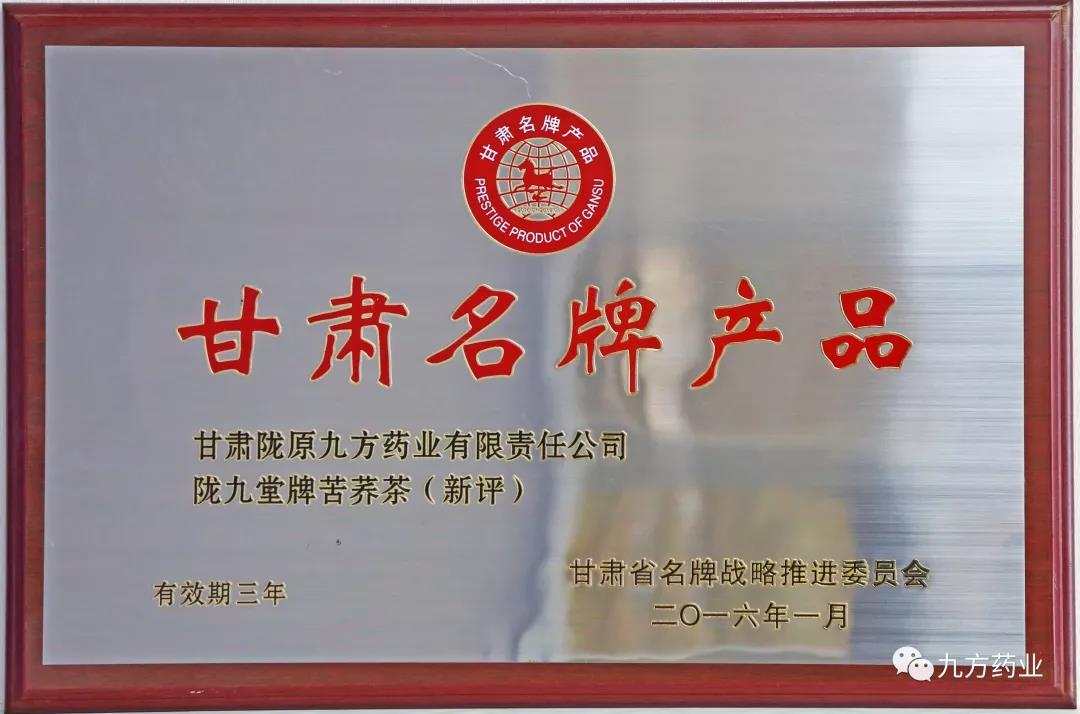 甘肃名牌产品
PRESTIGE PRODUCT OF GANSU
甘肃名牌产品
甘肃陇原九方药业有限责任公司
陇九堂牌苦荞茶（新评）
有效期三年
甘肃省名牌战略推进委员会
二〇一六年一月
九方药业